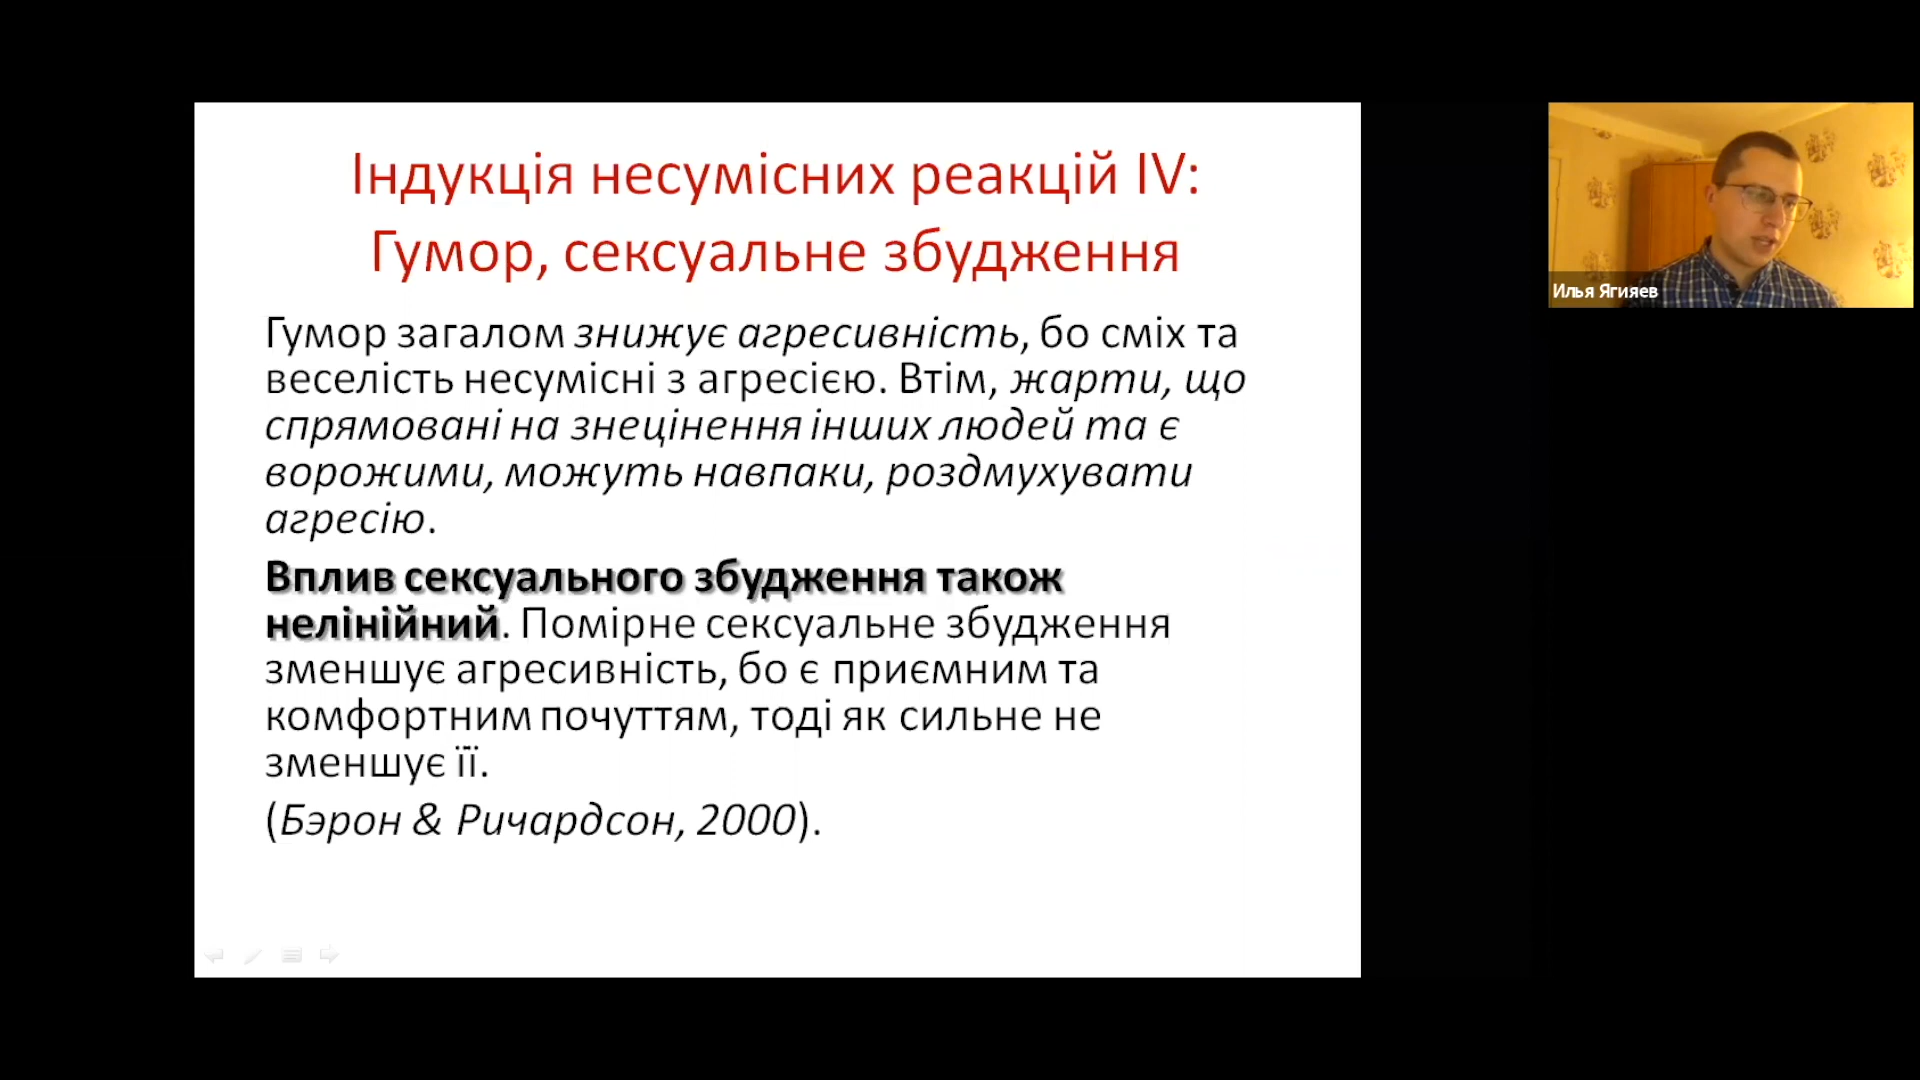 Індукція несумісних реакцій IV:
Гумор, сексуальне збудження
Гумор загалом знижує агресивність, бо сміх та
веселість несумісні з агресією. Втім, жарти, що
спрямовані на знецінення інших людей та є
ворожими, можуть навпаки, роздмухувати
агресію.
Вплив сексуального збудження також
нелінійний. Помірне сексуальне збудження
зменшує агресивність, бо є приємним та
комфортним почуттям, тоді як сильне не
зменшує її.
(Бэрон & Ричардсон, 2000).
Илья Ягияев